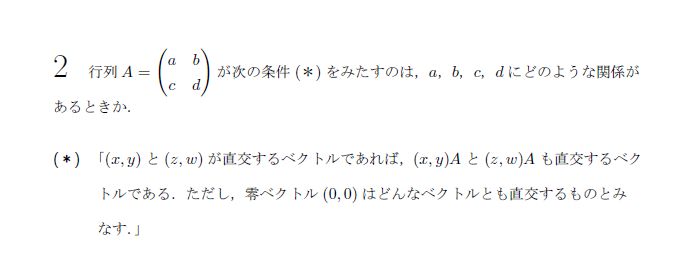 2 行列 A = (a b
c d) が次の条件 (∗) をみたすのは，a，b，c，d にどのような関係が
あるときか．
(∗) 「(x, y) と (z, w) が直交するベクトルであれば，(x, y)A と (z, w)A も直交するベク
トルである．ただし，零ベクトル (0, 0) はどんなベクトルとも直交するものとみ
なす．」